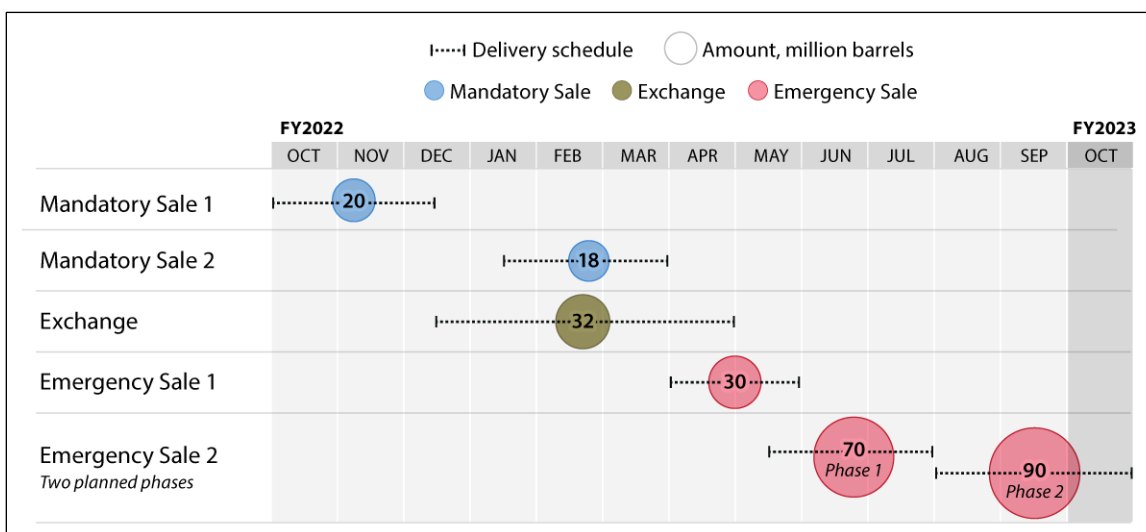 Delivery schedule Amount, million barrels
Mandatory Sale Exchange Emergency Sale
FY2022 FY2023
OCT NOV DEC JAN FEB MAR APR MAY JUN JUL AUG SEP OCT
Mandatory Sale 1 20
Mandatory Sale 2 18
Exchange 32
Emergency Sale 1 30
Emergency Sale 2 70 90
Two planned phases Phase 1 Phase 2